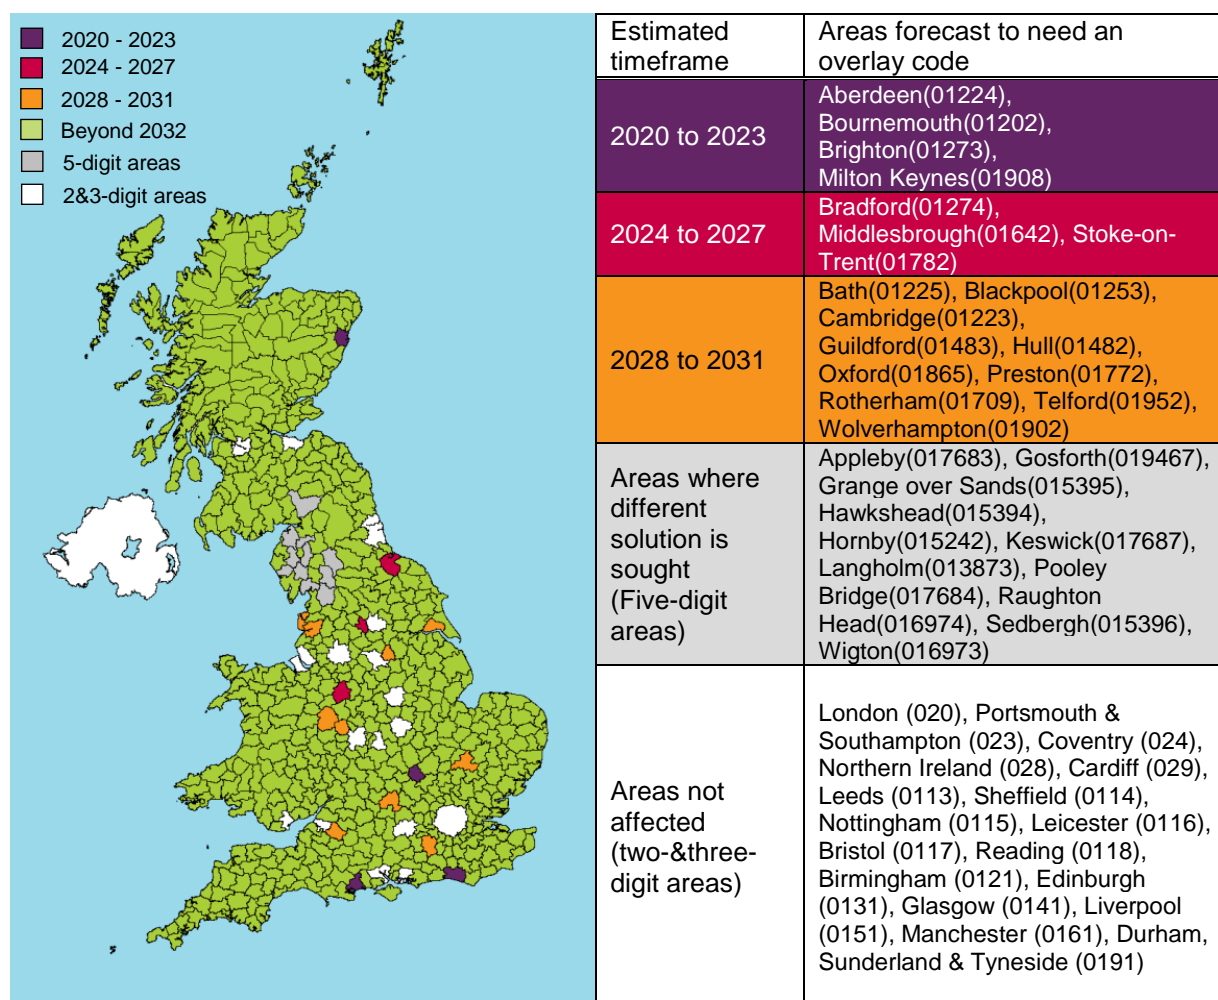 2020 - 2023
2024 - 2027
2028 - 2031
Beyond 2032
5-digit areas
2&3-digit areas
Estimated
timeframe
Areas forecast to need an
overlay code
2020 to 2023
Aberdeen(01224),
Bournemouth(01202),
Brighton(01273),
Milton Keynes(01908)
2024 to 2027
Bradford(01274),
Middlesbrough(01642), Stoke-on-
Trent(01782)
2028 to 2031
Bath(01225), Blackpool(01253),
Cambridge(01223),
Guildford(01483), Hull(01482),
Oxford(01865), Preston(01772),
Rotherham(01709), Telford(01952),
Wolverhampton(01902)
Areas where
different
solution is
sought
(Five-digit
areas)
Appleby(017683), Gosforth(019467),
Grange over Sands(015395),
Hawkshead(015394),
Hornby(015242), Keswick(017687),
Langholm(013873), Pooley
Bridge(017684), Raughton
Head(016974), Sedbergh(015396),
Wigton(016973)
Areas not
affected
(two-&three-
digit areas)
London (020), Portsmouth &
Southampton (023), Coventry (024),
Northern Ireland (028), Cardiff (029),
Leeds (0113), Sheffield (0114),
Nottingham (0115), Leicester (0116),
Bristol (0117), Reading (0118),
Birmingham (0121), Edinburgh
(0131), Glasgow (0141), Liverpool
(0151), Manchester (0161), Durham,
Sunderland & Tyneside (0191)